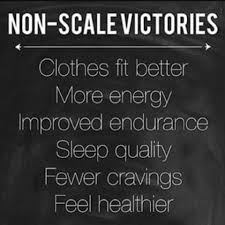 NON-SCALE VICTORIES
Clothes fit better
More energy
Improved endurance
Sleep quality
Fewer cravings
Feel healthier